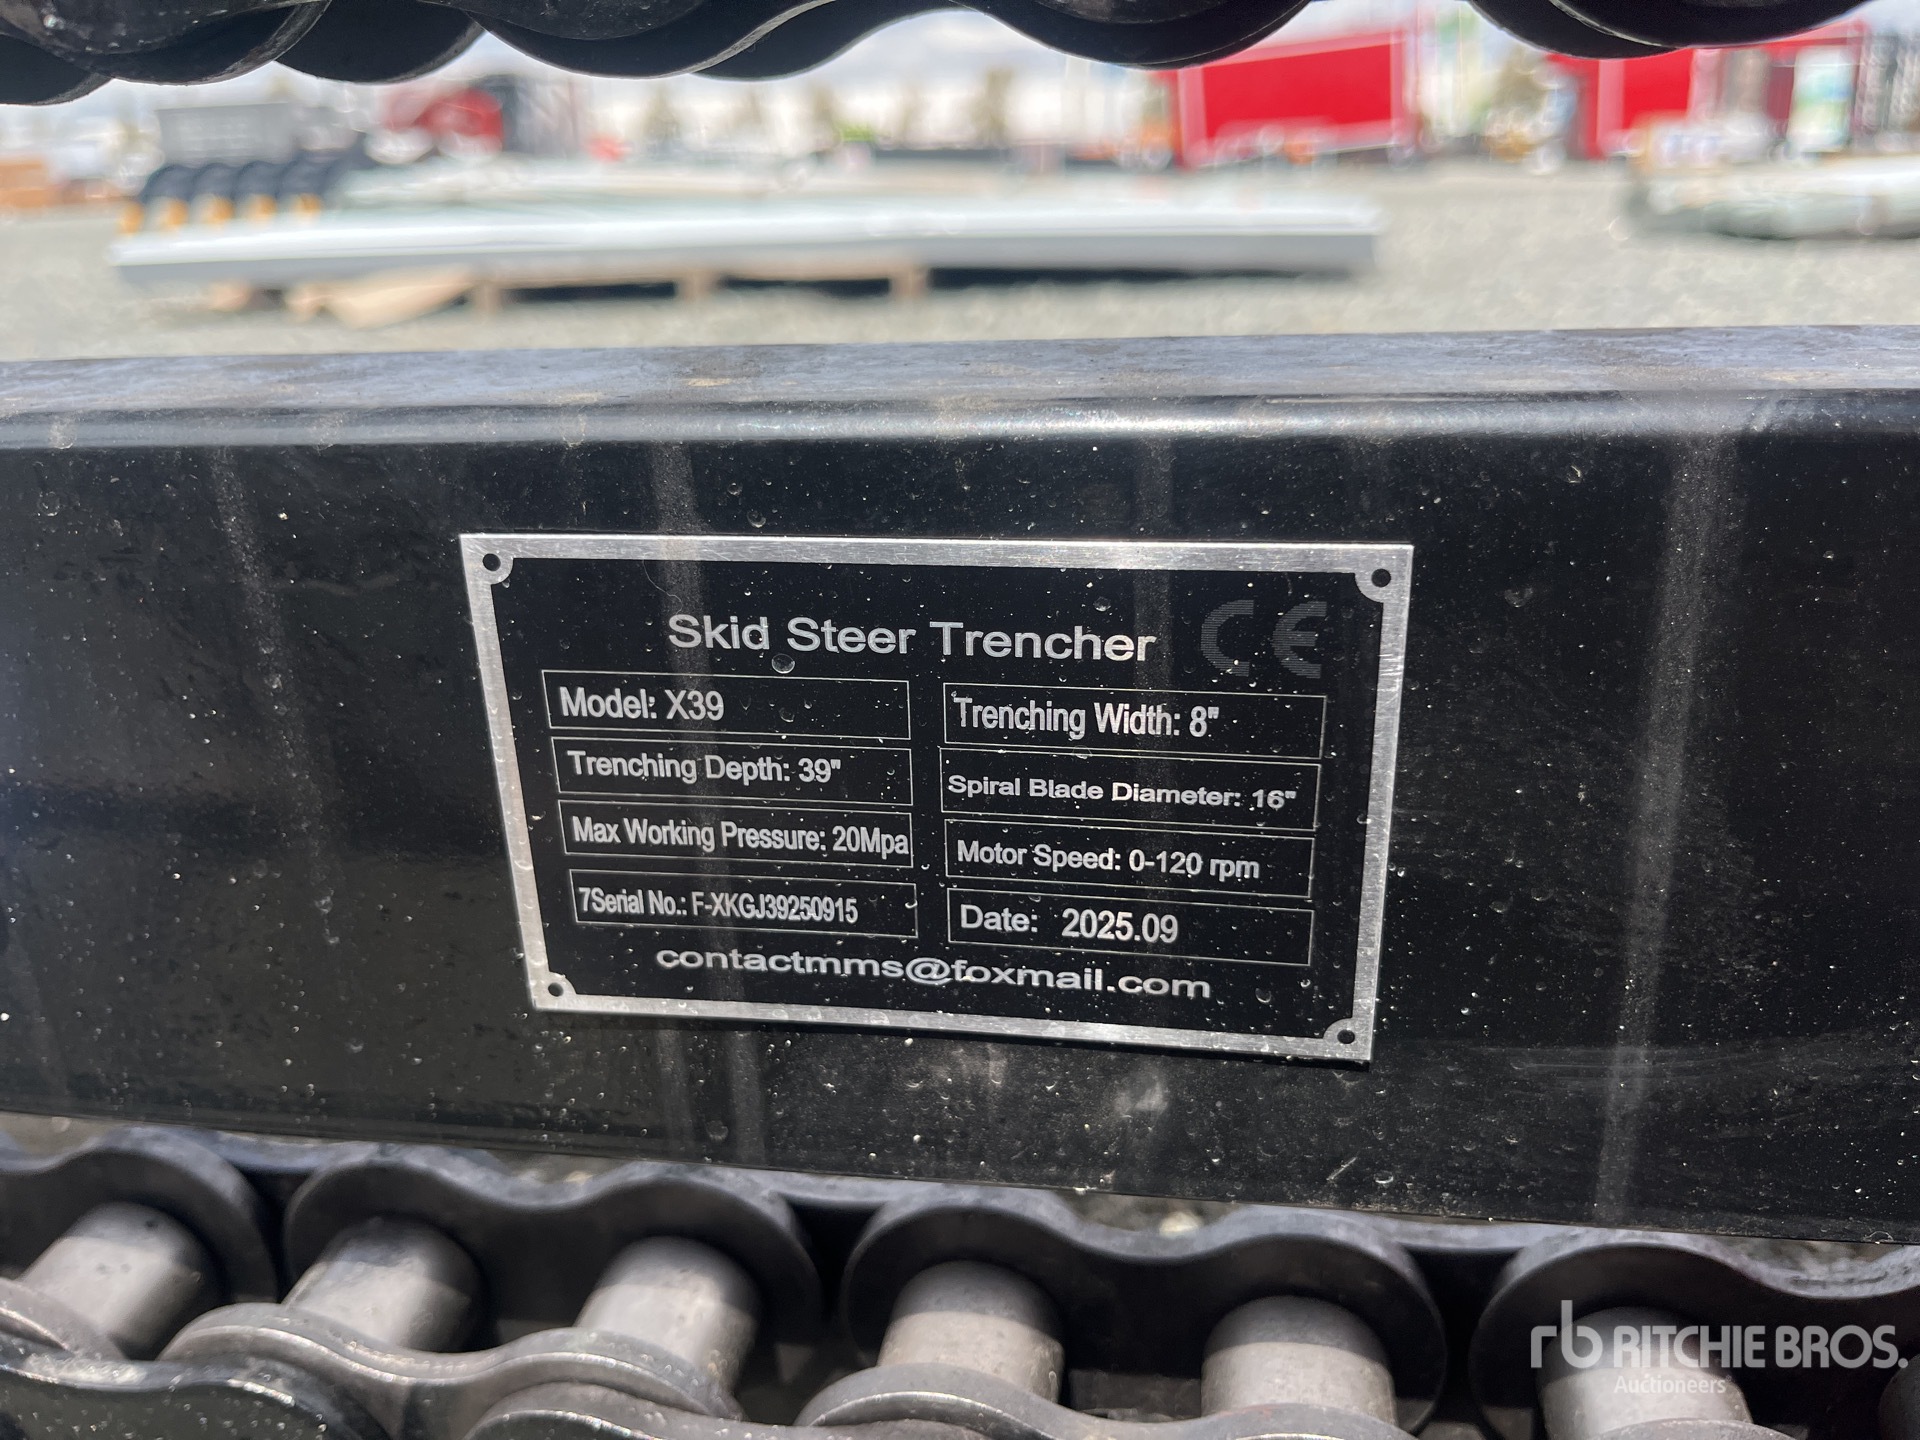 Skid Steer Trencher CE
Model: X39
Trenching Width: 8"
Trenching Depth: 39"
Spiral Blade Diameter: 16"
Max Working Pressure: 20Mpa
Motor Speed: 0-120 rpm
7Serial No.: F-XKGJ39250915
Date: 2025.09
contactmms@foxmail.com
rb RITCHIE BROS.
Auctioneers